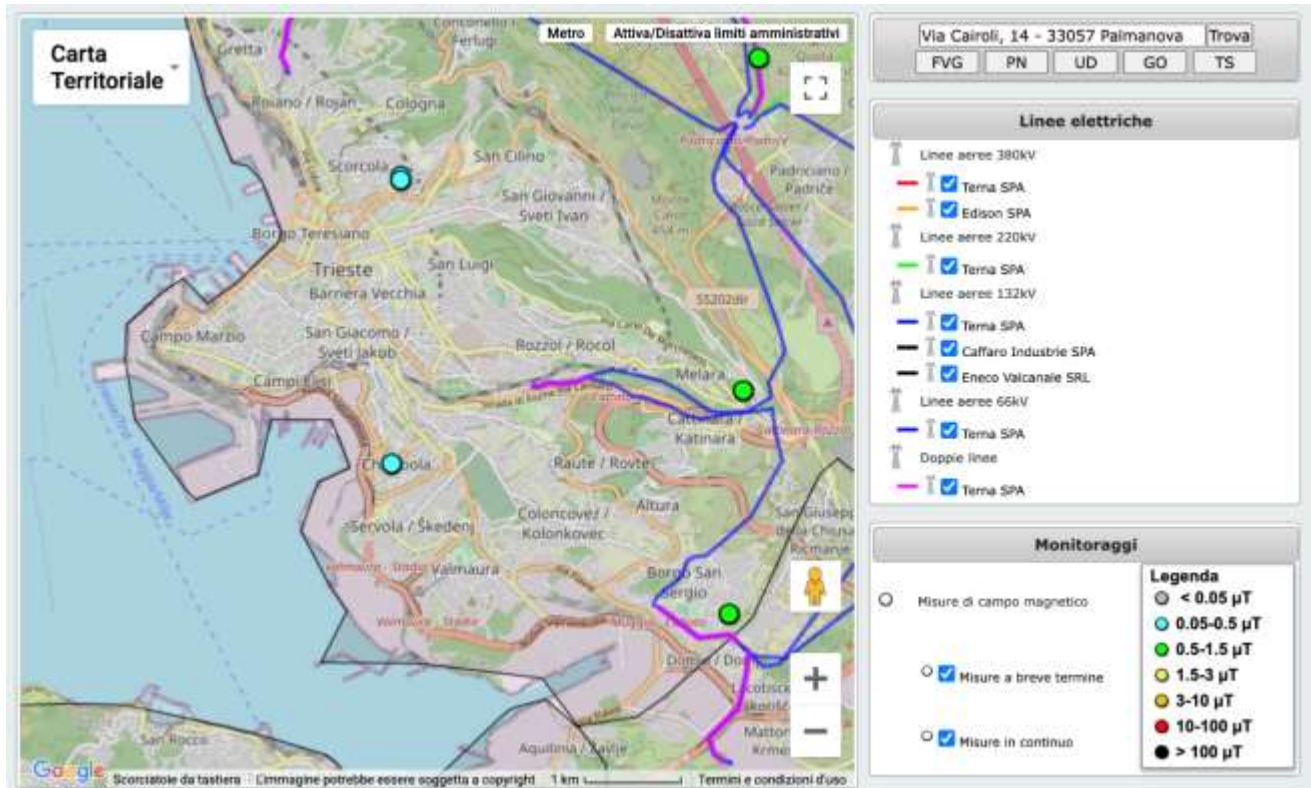 Carta
Territoriale
Metro
Attiva/Disattiva limiti amministrativi
Gretta
Conconello /
Ferlugi
Roiano / Rojan
Cologna
Scorcola
San Cilino
Padriciano /
Padriče
San Giovanni /
Sveti Ivan
Monte
Borgo Teresiano
Trieste
San Luigi
Barriera Vecchia
SS202dir
Campo Marzio
San Giacomo /
Sveti Jakob
Rozzol / Rocol
Melara
Campi Elisi
Cattinara /
Katinara
Raute / Rovte
Altura
Servola / Škedenj
Coloncovez /
Kolonkovec
San Giusepp
della Chiusa
Ricmanje
Valmaura
Borgo San
Sergio
Aquilinia / Žavlje
San Rocco
Google
Scorciatoie da tastiera
L'immagine potrebbe essere soggetta a copyright
1 km
Termini e condizioni d'uso
Via Cairoli, 14 - 33057 Palmanova
Trova
FVG
PN
UD
GO
TS
Linee elettriche
Linee aeree 380kV
Terna SPA
Edison SPA
Linee aeree 220kV
Terna SPA
Linee aeree 132kV
Terna SPA
Caffaro Industrie SPA
Eneco Valcanale SRL
Linee aeree 66kV
Terna SPA
Doppie linee
Terna SPA
Monitoraggi
Misure di campo magnetico
Misure a breve termine
Misure in continuo
Legenda
< 0.05 µT
0.05-0.5 µT
0.5-1.5 µT
1.5-3 µT
3-10 µT
10-100 µT
> 100 µT